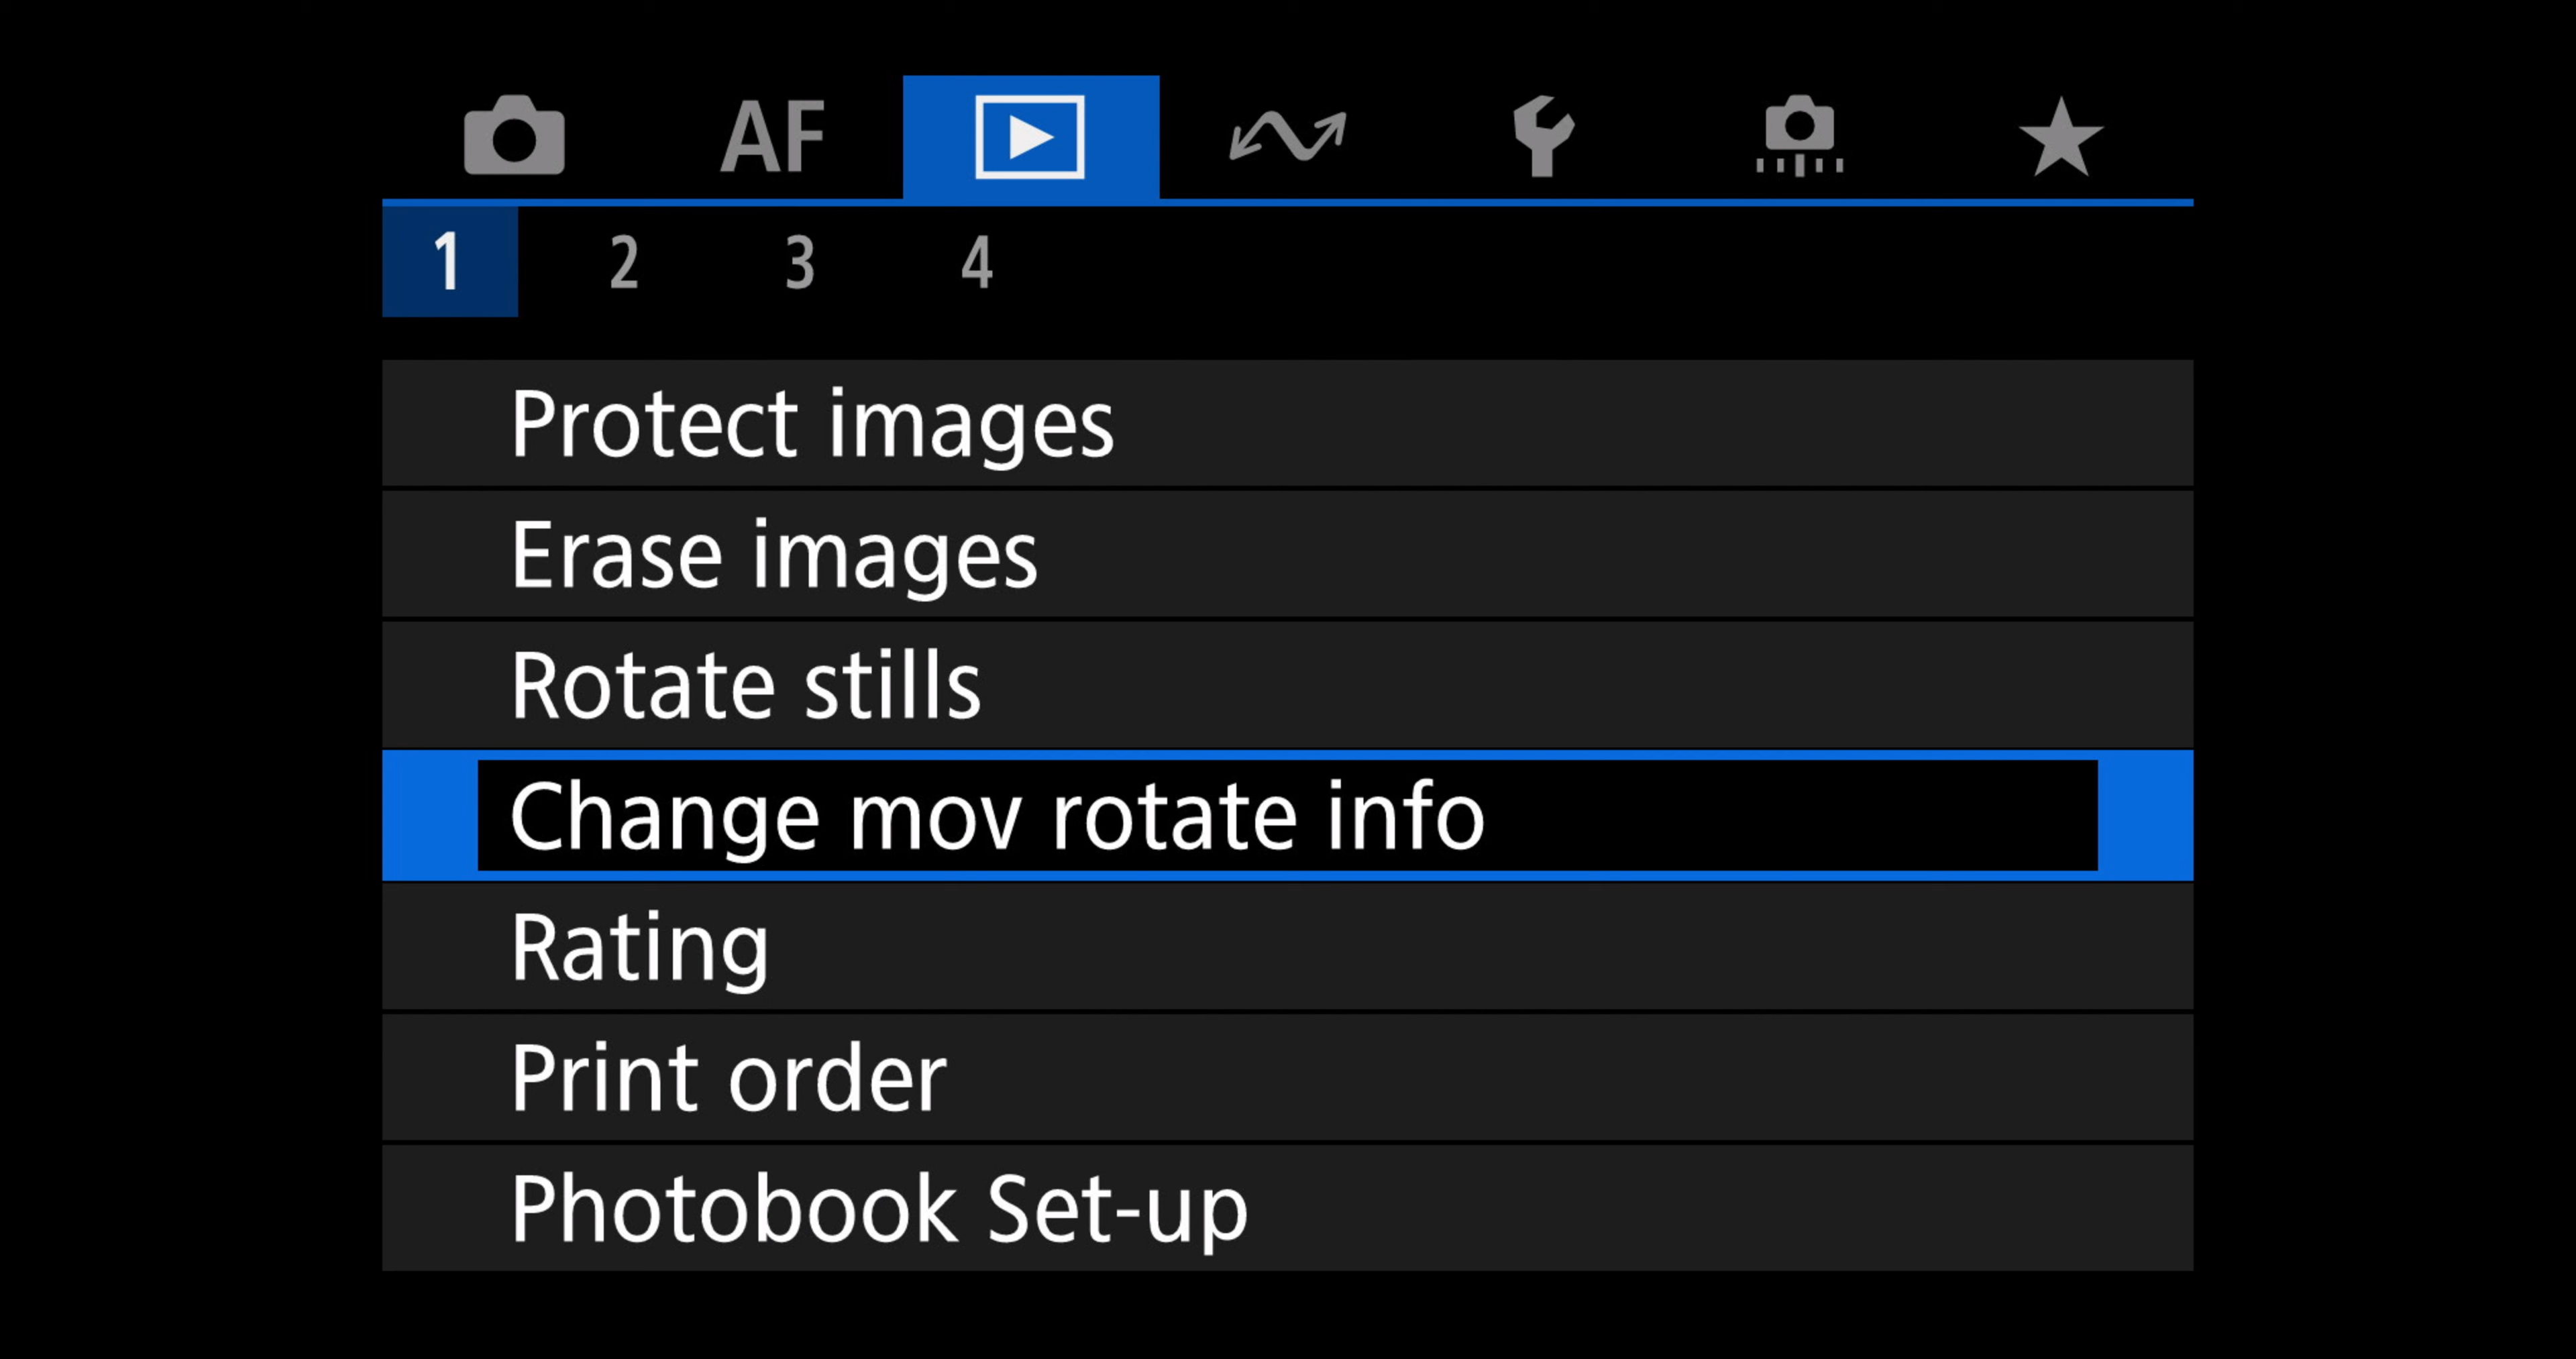 AF
1 2 3 4
Protect images
Erase images
Rotate stills
Change mov rotate info
Rating
Print order
Photobook Set-up